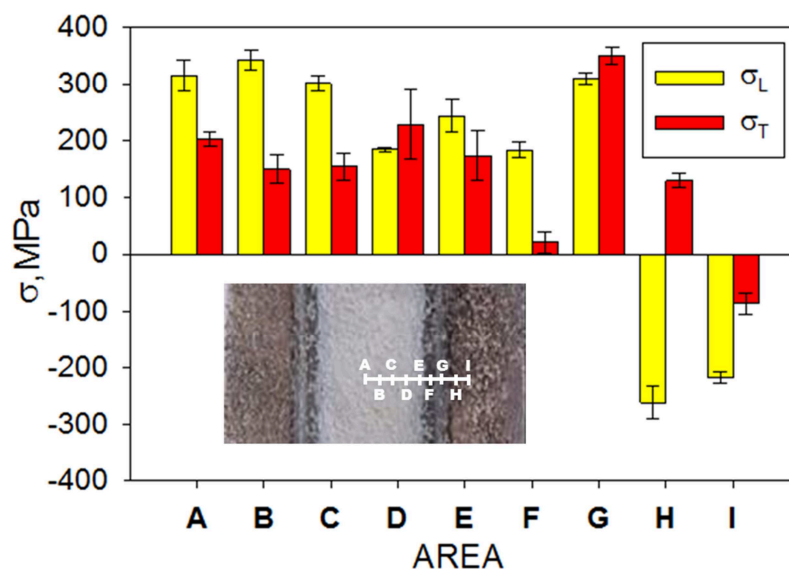 400
300
200
100
0
-100
-200
-300
-400
σ,MPa
σL
σT
A C E G I
B D F H
A B C D E F G H I
AREA